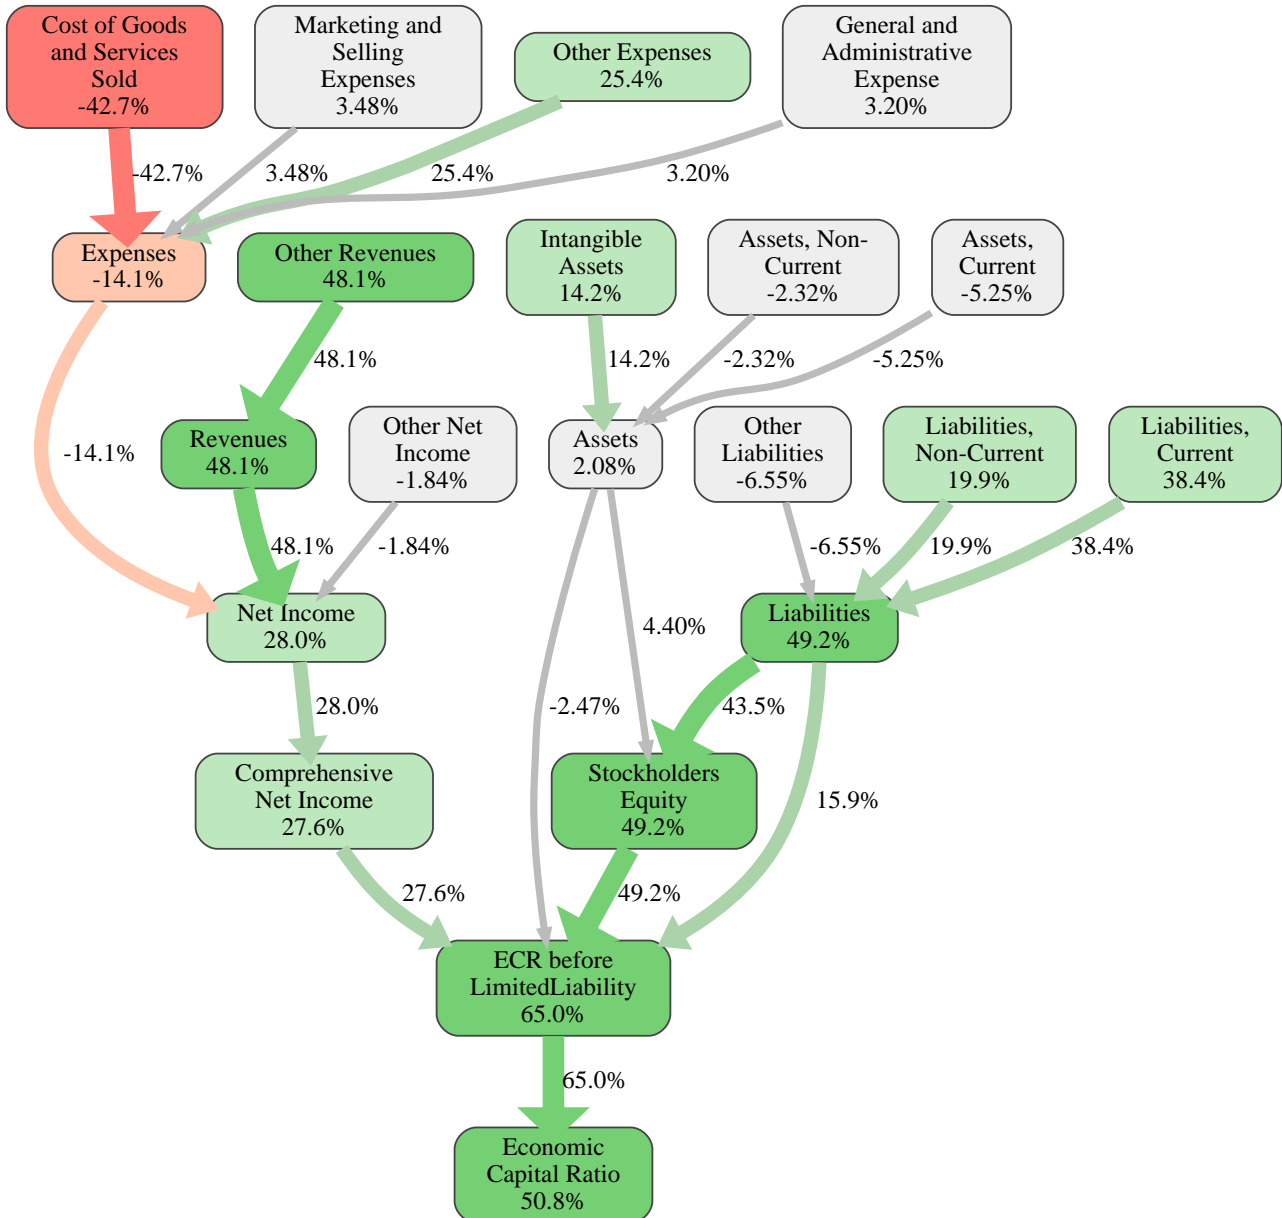 Cost of Goods
and Services
Sold
-42.7%
Marketing and
Selling
Expenses
3.48%
Other Expenses
25.4%
General and
Administrative
Expense
3.20%
-42.7%
3.48%
25.4%
3.20%
Expenses
-14.1%
Other Revenues
48.1%
Intangible
Assets
14.2%
Assets, Non-
Current
-2.32%
Assets,
Current
-5.25%
48.1%
14.2%
-2.32%
-5.25%
-14.1%
Revenues
48.1%
Other Net
Income
-1.84%
Assets
2.08%
Other
Liabilities
-6.55%
Liabilities,
Non-Current
19.9%
Liabilities,
Current
38.4%
48.1%
-1.84%
-6.55%
19.9%
38.4%
Net Income
28.0%
4.40%
Liabilities
49.2%
28.0%
-2.47%
43.5%
Comprehensive
Net Income
27.6%
Stockholders
Equity
49.2%
15.9%
27.6%
49.2%
ECR before
LimitedLiability
65.0%
65.0%
Economic
Capital Ratio
50.8%